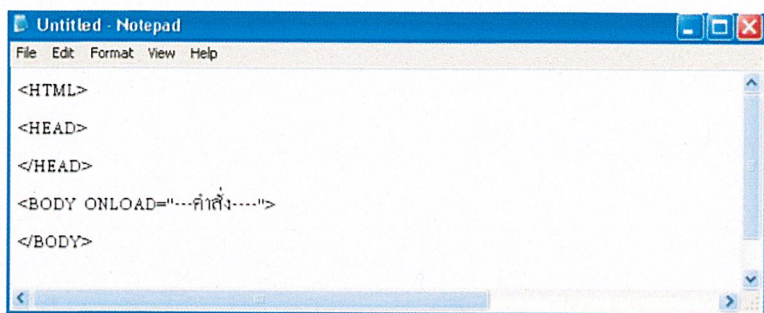 Untitled - Notepad
File Edit Format View Help
<HTML>
<HEAD>
</HEAD>
<BODY ONLOAD="---คำสั่ง----">
</BODY>